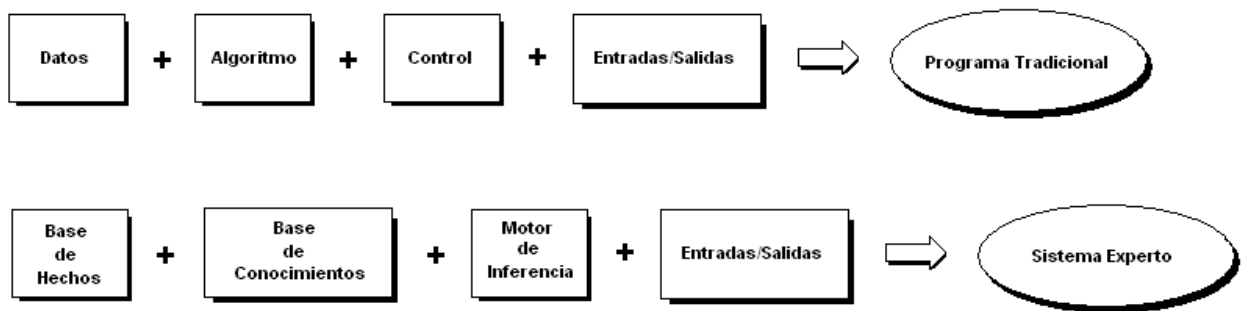 Datos + Algoritmo + Control + Entradas/Salidas Programa Tradicional
Base
de
Hechos
+
Base
de
Conocimientos
+
Motor
de
Inferencia
+
Entradas/Salidas
Sistema Experto